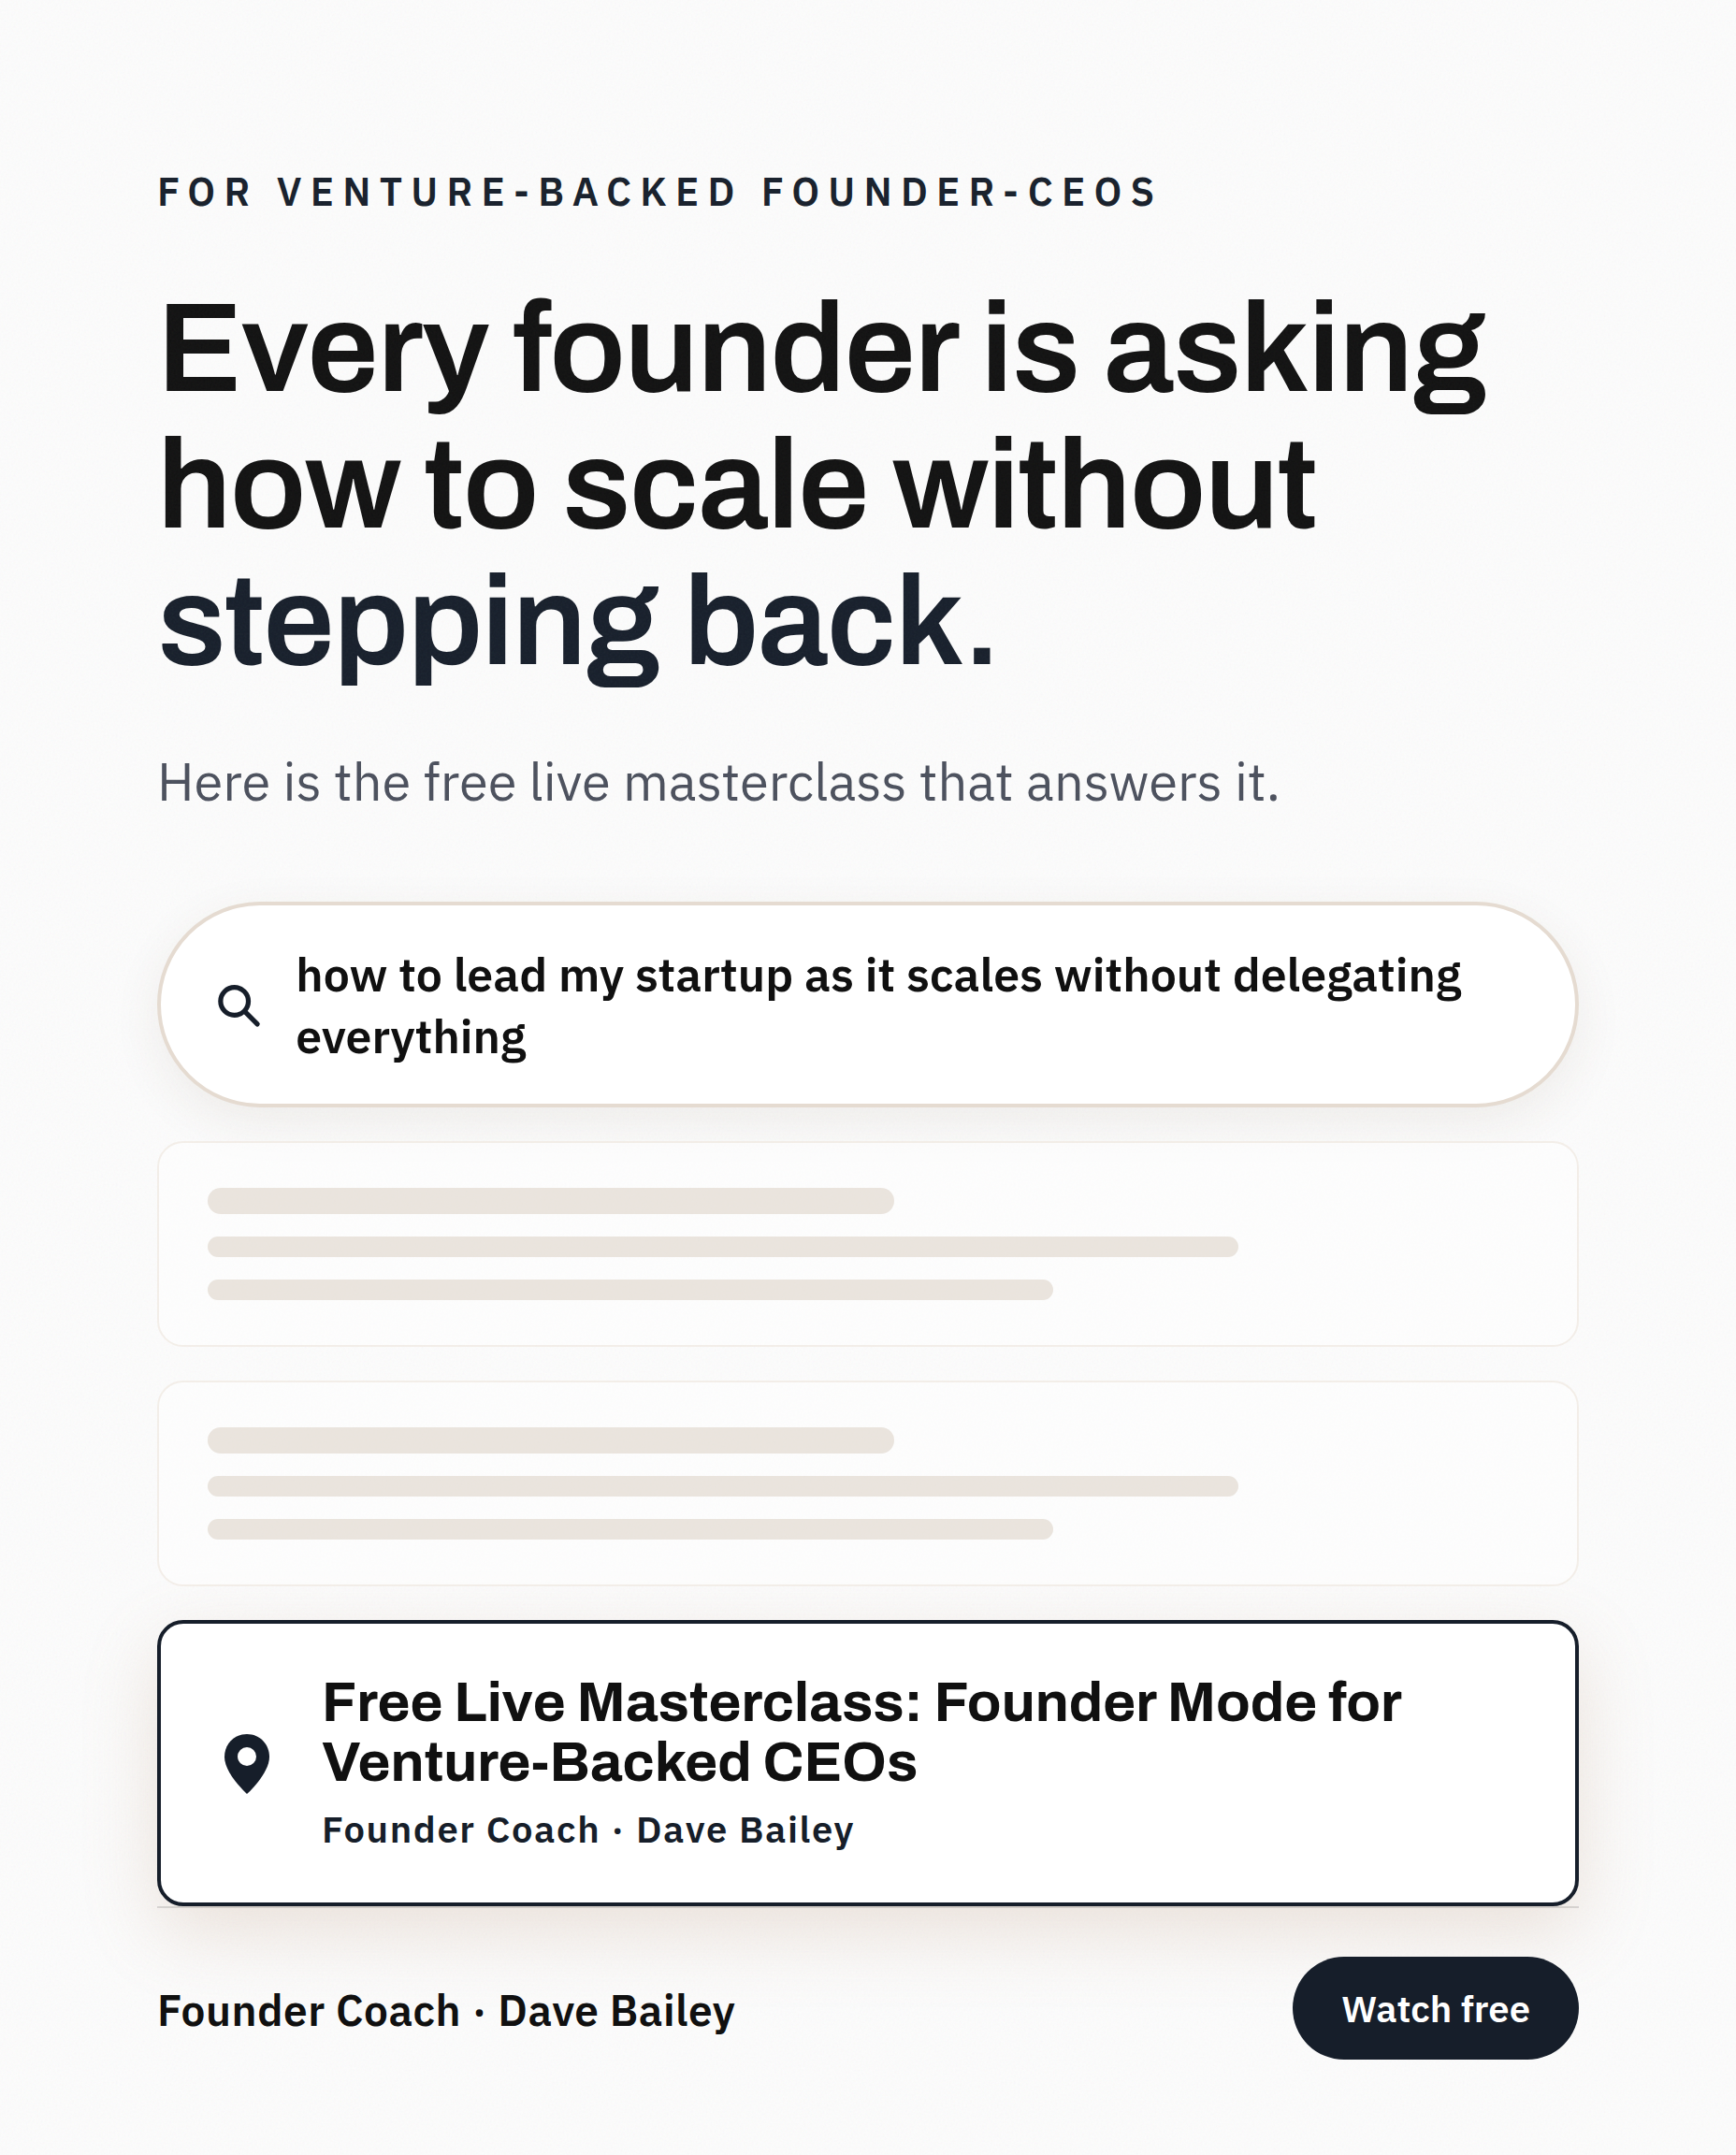 FOR VENTURE-BACKED FOUNDER-CEOS
Every founder is asking
how to scale without
stepping back.
Here is the free live masterclass that answers it.
how to lead my startup as it scales without delegating
everything
Free Live Masterclass: Founder Mode for
Venture-Backed CEOs
Founder Coach · Dave Bailey
Founder Coach · Dave Bailey
Watch free